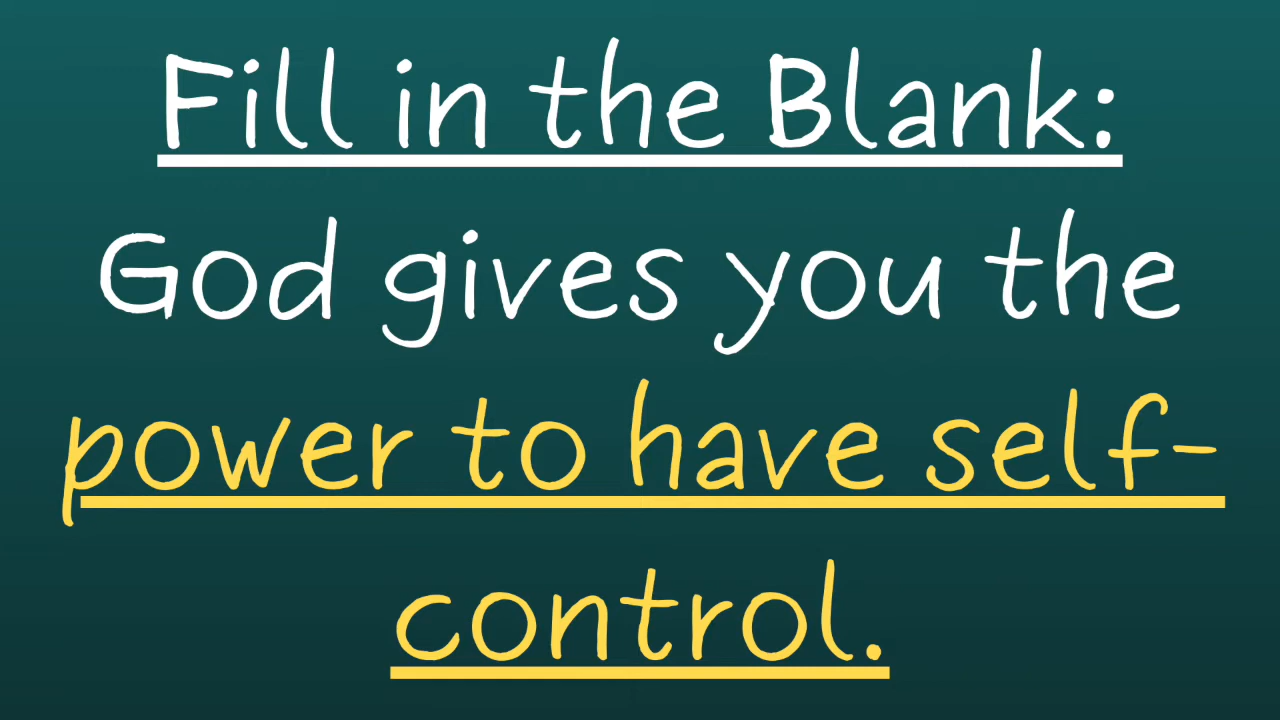 Fill in the Blank:
God gives you the
power to have self-
control.